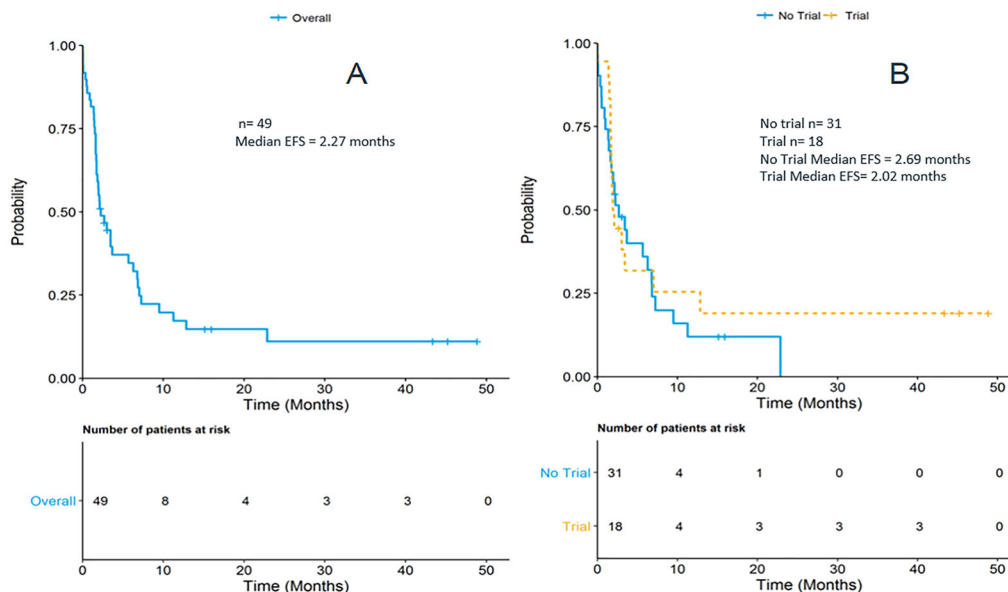 Overall
A
n= 49
Median EFS = 2.27 months
Probability
1.00
0.75
0.50
0.25
0.00
0 10 20 30 40 50
Time (Months)
Number of patients at risk
Overall 49 8 4 3 3 0
0 10 20 30 40 50
Time (Months)
No Trial Trial
B
No trial n= 31
Trial n= 18
No Trial Median EFS = 2.69 months
Trial Median EFS= 2.02 months
Probability
1.00
0.75
0.50
0.25
0.00
0 10 20 30 40 50
Time (Months)
Number of patients at risk
No Trial 31 4 1 0 0 0
Trial 18 4 3 3 3 0
0 10 20 30 40 50
Time (Months)